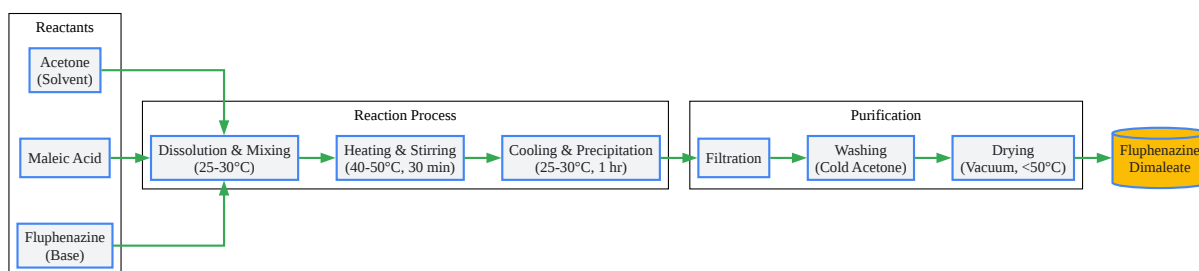 Reactants
Acetone
(Solvent)
Maleic Acid
Fluphenazine
(Base)
Reaction Process
Dissolution & Mixing
(25-30°C)
Heating & Stirring
(40-50°C, 30 min)
Cooling & Precipitation
(25-30°C, 1 hr)
Purification
Filtration
Washing
(Cold Acetone)
Drying
(Vacuum, <50°C)
Fluphenazine
Dimaleate